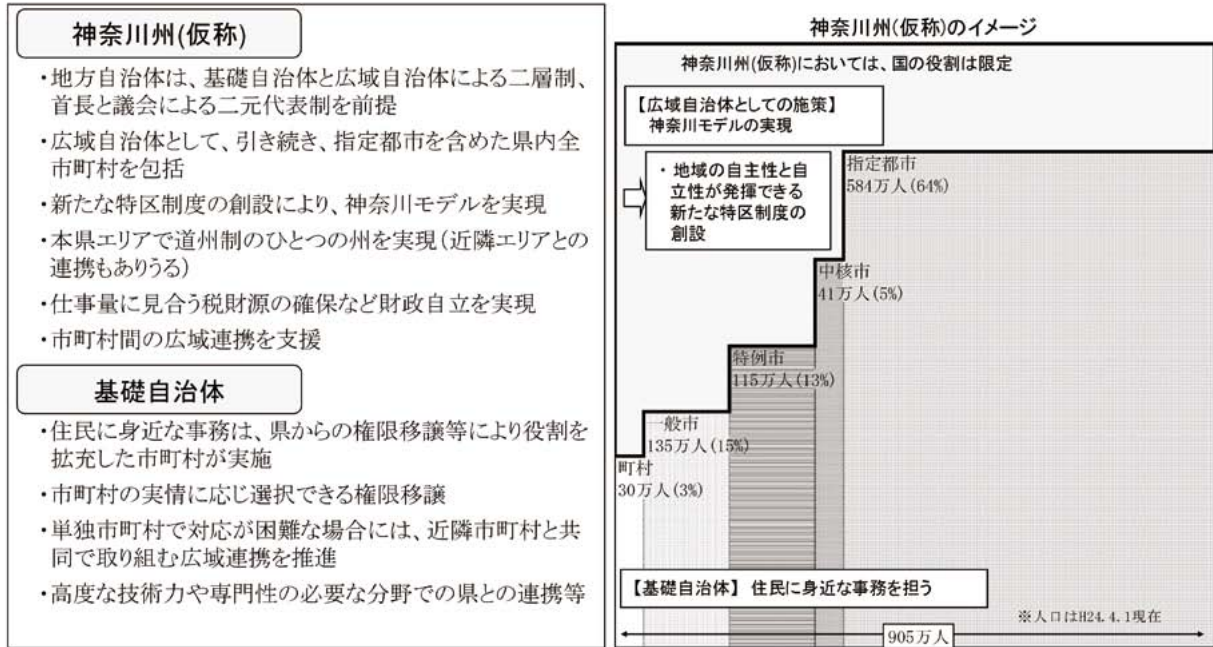 神奈川州(仮称)
・地方自治体は、基礎自治体と広域自治体による二層制、
首長と議会による二元代表制を前提
・広域自治体として、引き続き、指定都市を含めた県内全
市町村を包括
・新たな特区制度の創設により、神奈川モデルを実現
・本県エリアで道州制のひとつの州を実現(近隣エリアとの
連携もありうる)
・仕事量に見合う税財源の確保など財政自立を実現
・市町村間の広域連携を支援
基礎自治体
・住民に身近な事務は、県からの権限移譲等により役割を
拡充した市町村が実施
・市町村の実情に応じ選択できる権限移譲
・単独市町村で対応が困難な場合には、近隣市町村と共
同で取り組む広域連携を推進
・高度な技術力や専門性の必要な分野での県との連携等
神奈川州(仮称)のイメージ
神奈川州(仮称)においては、国の役割は限定
【広域自治体としての施策】
神奈川モデルの実現
・地域の自主性と自
立性が発揮できる
新たな特区制度の
創設
指定都市
584万人(64%)
中核市
41万人(5%)
特例市
115万人(13%)
一般市
135万人(15%)
町村
30万人(3%)
【基礎自治体】 住民に身近な事務を担う
※人口はH24.4.1現在
905万人